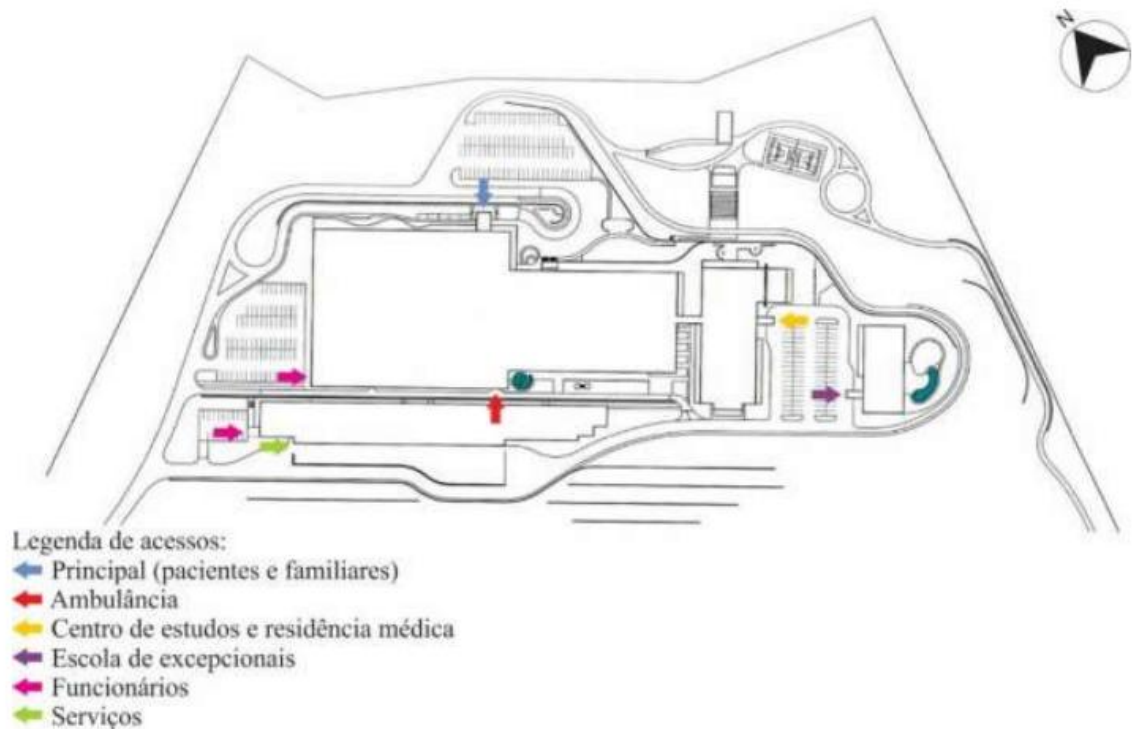 N
Legenda de acessos:
Principal (pacientes e familiares)
Ambulância
Centro de estudos e residência médica
Escola de excepcionais
Funcionários
Serviços